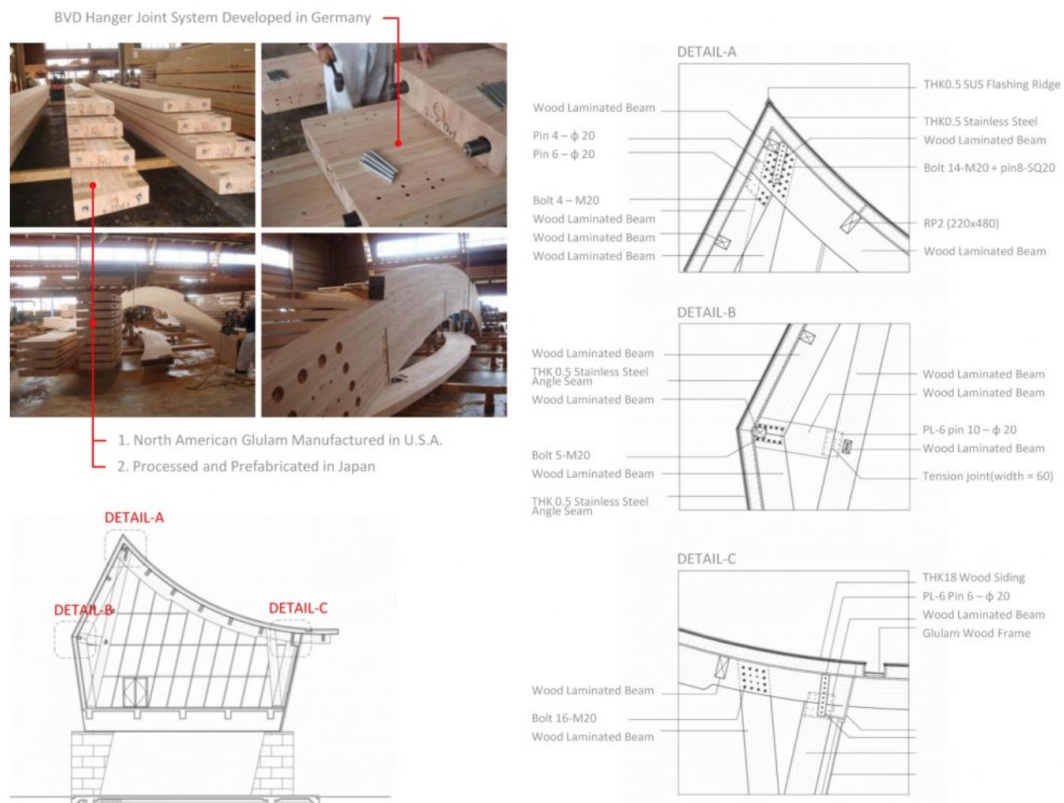 BVD Hanger Joint System Developed in Germany
1. North American Glulam Manufactured in U.S.A.
2. Processed and Prefabricated in Japan
DETAIL-A
DETAIL-B
DETAIL-C
DETAIL-A
Wood Laminated Beam
Pin 4 – ϕ 20
Pin 6 – ϕ 20
Bolt 4 – M20
Wood Laminated Beam
Wood Laminated Beam
Wood Laminated Beam
THK0.5 SUS Flashing Ridge
THK0.5 Stainless Steel
Wood Laminated Beam
Bolt 14-M20 + pin8-SQ20
RP2 (220x480)
Wood Laminated Beam
DETAIL-B
Wood Laminated Beam
THK 0.5 Stainless Steel
Angle Seam
Wood Laminated Beam
Bolt 5-M20
Wood Laminated Beam
THK 0.5 Stainless Steel
Angle Seam
Wood Laminated Beam
Wood Laminated Beam
PL-6 pin 10 – ϕ 20
Wood Laminated Beam
Tension joint(width = 60)
DETAIL-C
Wood Laminated Beam
Bolt 16-M20
Wood Laminated Beam
THK18 Wood Siding
PL-6 Pin 6 – ϕ 20
Wood Laminated Beam
Glulam Wood Frame